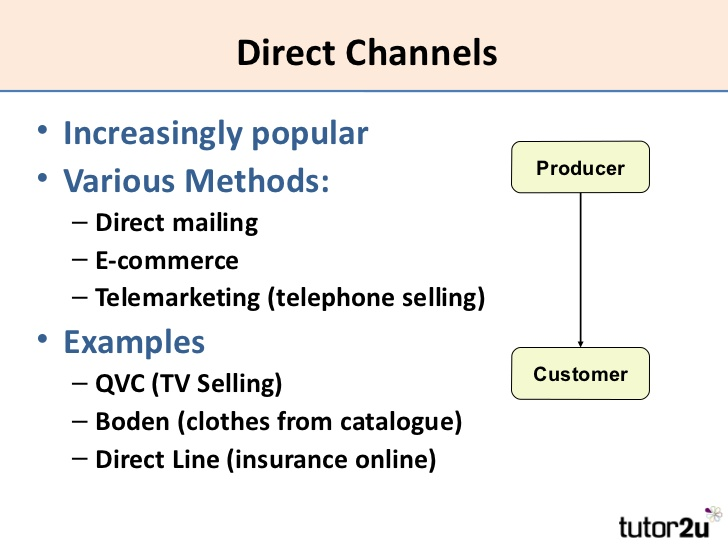 Direct Channels
• Increasingly popular
• Various Methods:
– Direct mailing
– E-commerce
– Telemarketing (telephone selling)
• Examples
– QVC (TV Selling)
– Boden (clothes from catalogue)
– Direct Line (insurance online)
Producer
Customer
tutor2u